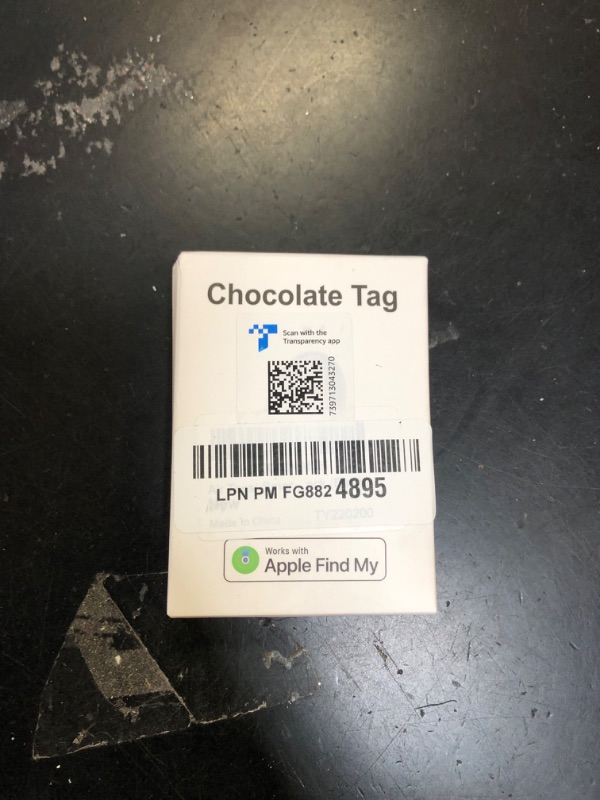 Chocolate Tag
Scan with the
Transparency app
739713043270
LPN PM FG882 4895
Made In China
TY220200
Works with
Apple Find My